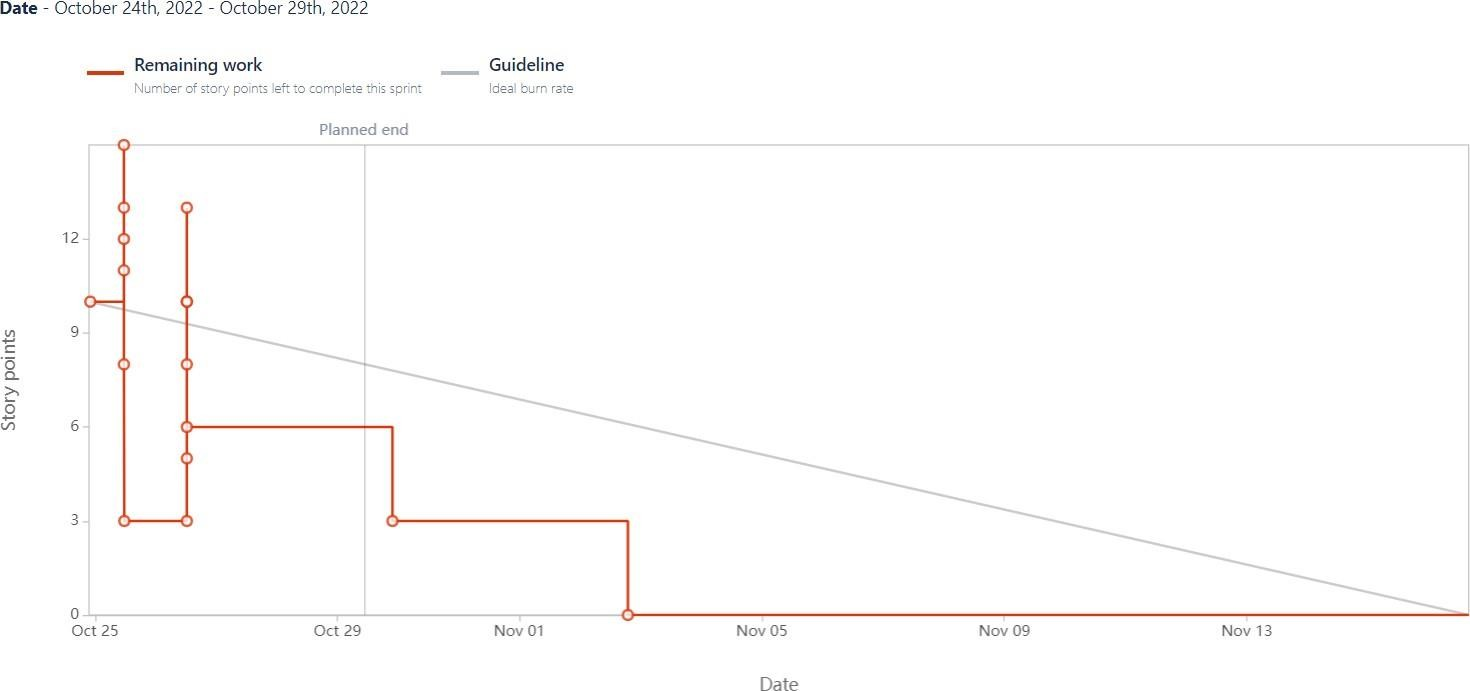 Date - October 24th, 2022 - October 29th, 2022
Remaining work
Number of story points left to complete this sprint
Guideline
Ideal burn rate
Planned end
Story points
12
9
6
3
0
Oct 25
Oct 29
Nov 01
Nov 05
Nov 09
Nov 13
Date